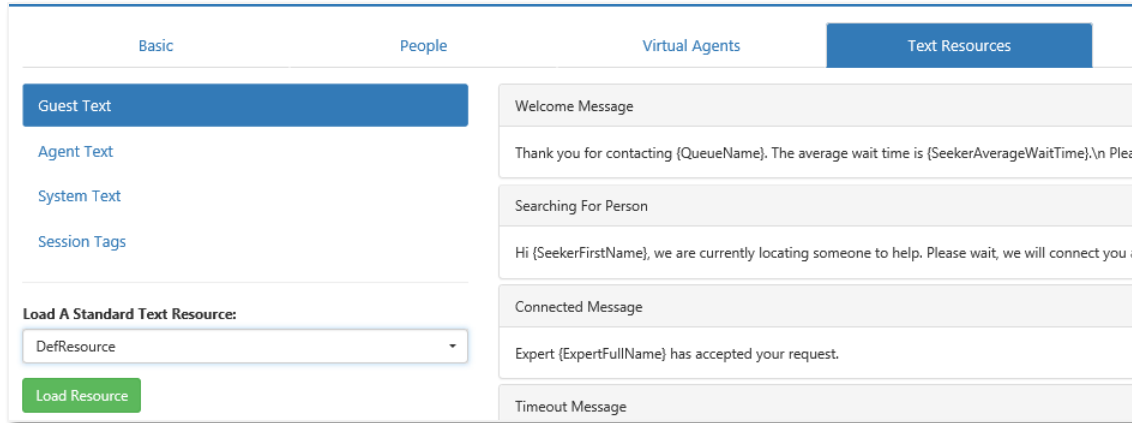 Basic
People
Virtual Agents
Text Resources
Guest Text
Agent Text
System Text
Session Tags
Load A Standard Text Resource:
DefResource
Load Resource
Welcome Message
Thank you for contacting {QueueName}. The average wait time is {SeekerAverageWaitTime}.\n
Searching For Person
Hi {SeekerFirstName}, we are currently locating someone to help. Please wait, we will connect you
Connected Message
Expert {ExpertFullName} has accepted your request.
Timeout Message